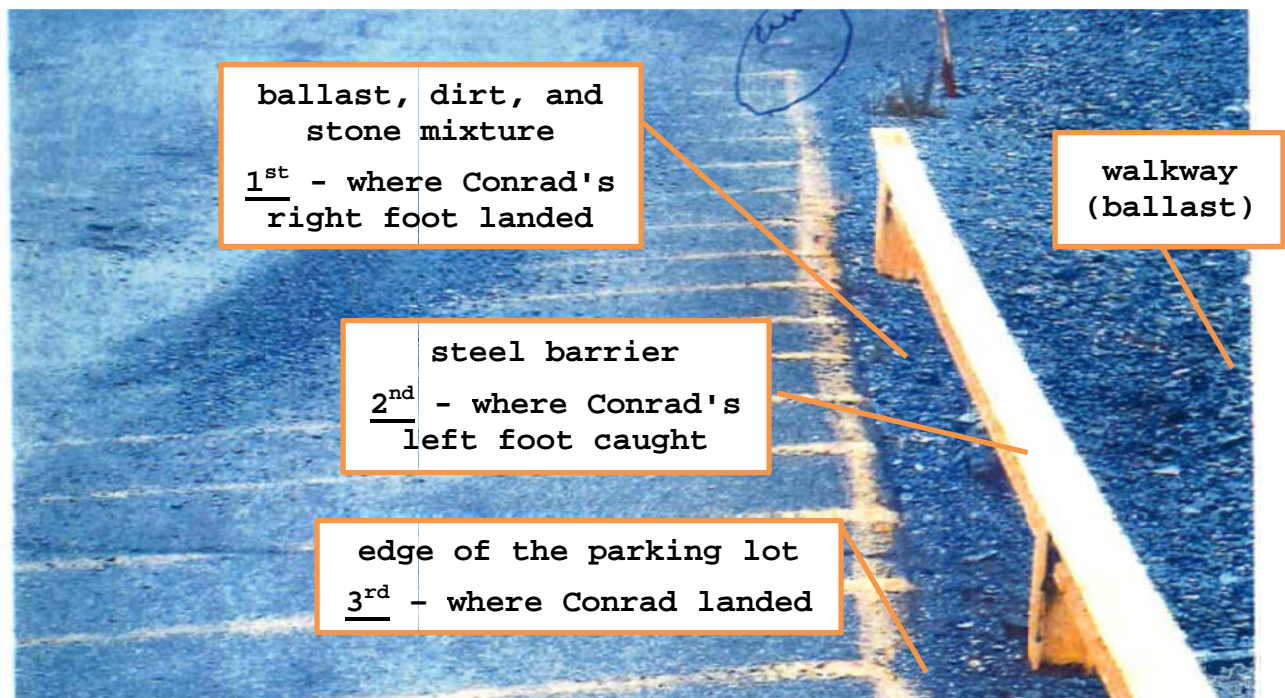 ballast, dirt, and
stone mixture
1st - where Conrad's
right foot landed
walkway
(ballast)
steel barrier
2nd - where Conrad's
left foot caught
edge of the parking lot
3rd – where Conrad landed